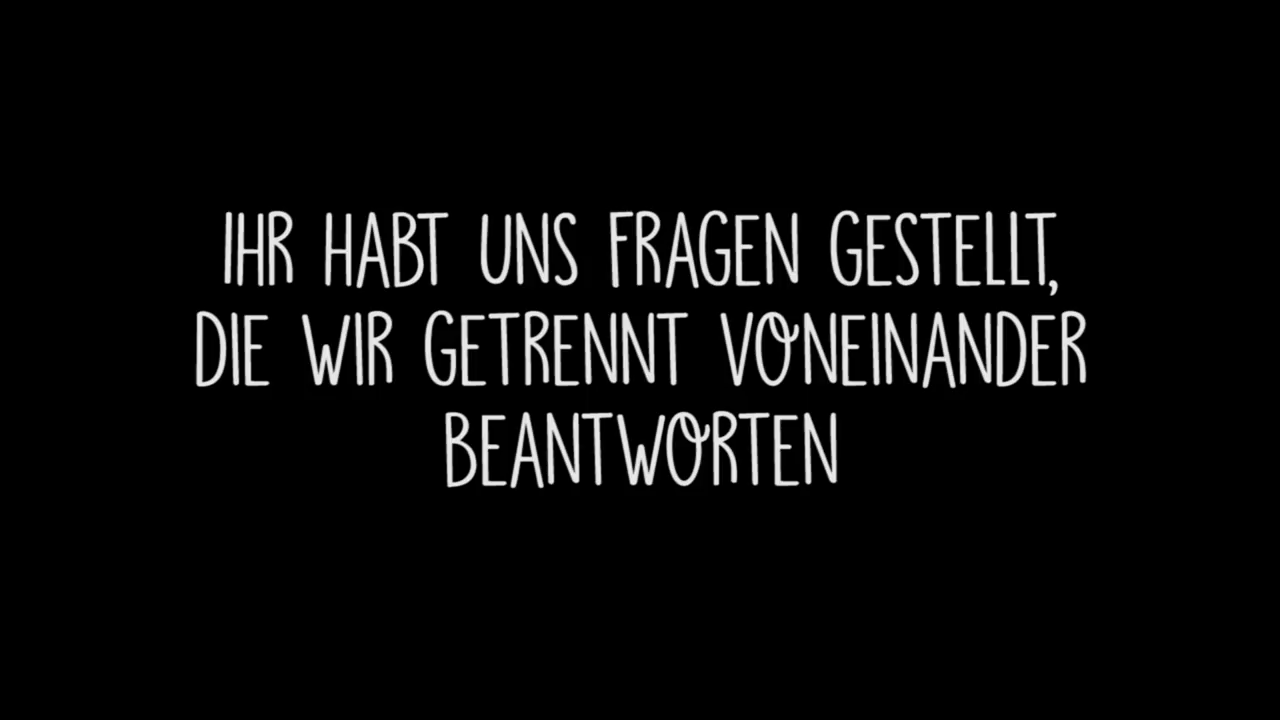 IHR HABT UNS FRAGEN GESTELLT,
DIE WIR GETRENNT VONEINANDER
BEANTWORTEN